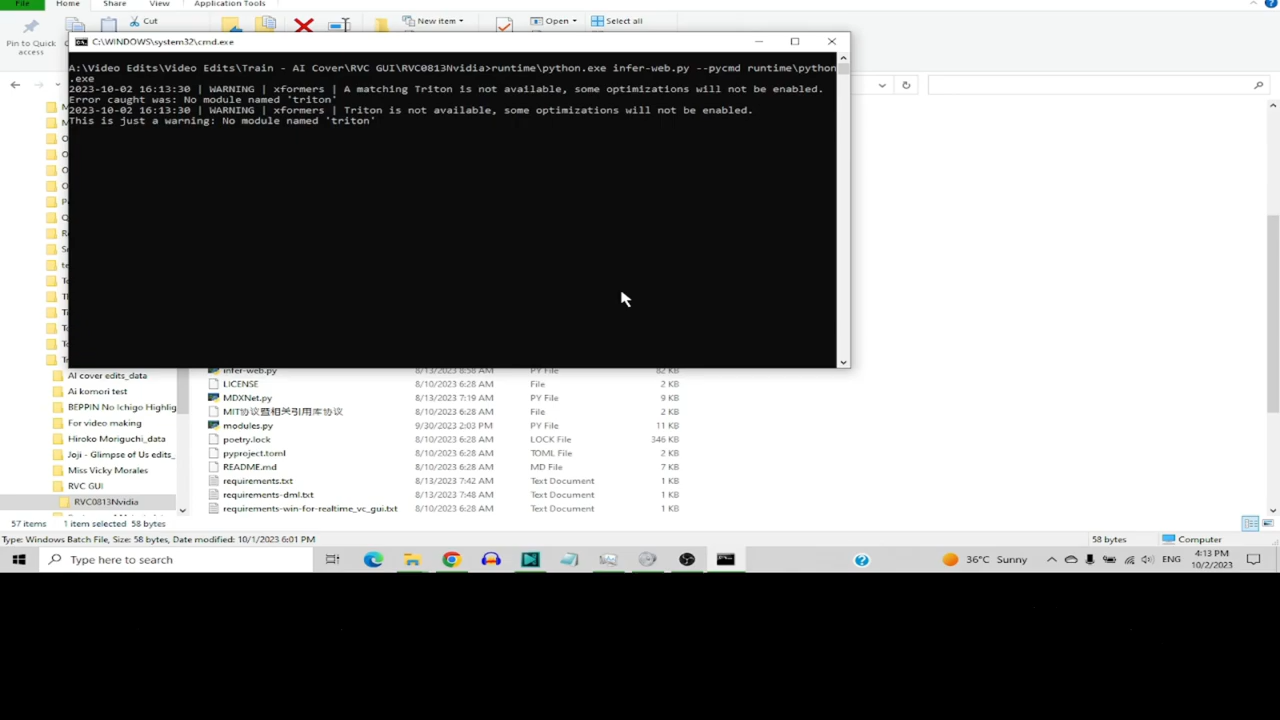 File
Home
Share
View
Application Tools
Cut
New item
Open
Select all
Pin to Quick
access
C:\WINDOWS\system32\cmd.exe
A:\Video Edits\Video Edits\Train - AI Cover\RVC GUI\RVC0813Nvidia>runtime\python.exe infer-web.py --pycmd runtime\python
.exe
2023-10-02 16:13:30 | WARNING | xformers | A matching Triton is not available, some optimizations will not be enabled.
Error caught was: No module named 'triton'
2023-10-02 16:13:30 | WARNING | xformers | Triton is not available, some optimizations will not be enabled.
This is just a warning: No module named 'triton'
infer-web.py 8/13/2023 8:58 AM PY File 82 KB
AI cover edits_data
LICENSE 8/10/2023 6:28 AM File 2 KB
Ai komori test
MDXNet.py 8/13/2023 7:19 AM PY File 9 KB
BEPPIN No Ichigo Highlig
MIT协议暨相关引用库协议 8/10/2023 6:28 AM File 2 KB
For video making
modules.py 9/30/2023 2:03 PM PY File 11 KB
Hiroko Moriguchi_data
poetry.lock 8/10/2023 6:28 AM LOCK File 346 KB
Joji - Glimpse of Us edits_
pyproject.toml 8/10/2023 6:28 AM TOML File 2 KB
Miss Vicky Morales
README.md 8/10/2023 6:28 AM MD File 7 KB
RVC GUI
requirements.txt 8/13/2023 7:42 AM Text Document 1 KB
RVC0813Nvidia
requirements-dml.txt 8/13/2023 7:48 AM Text Document 1 KB
requirements-win-for-realtime_vc_gui.txt 8/10/2023 6:28 AM Text Document 1 KB
57 items 1 item selected 58 bytes
Type: Windows Batch File, Size: 58 bytes, Date modified: 10/1/2023 6:01 PM
58 bytes
Computer
Type here to search
36°C Sunny
ENG
4:13 PM
10/2/2023